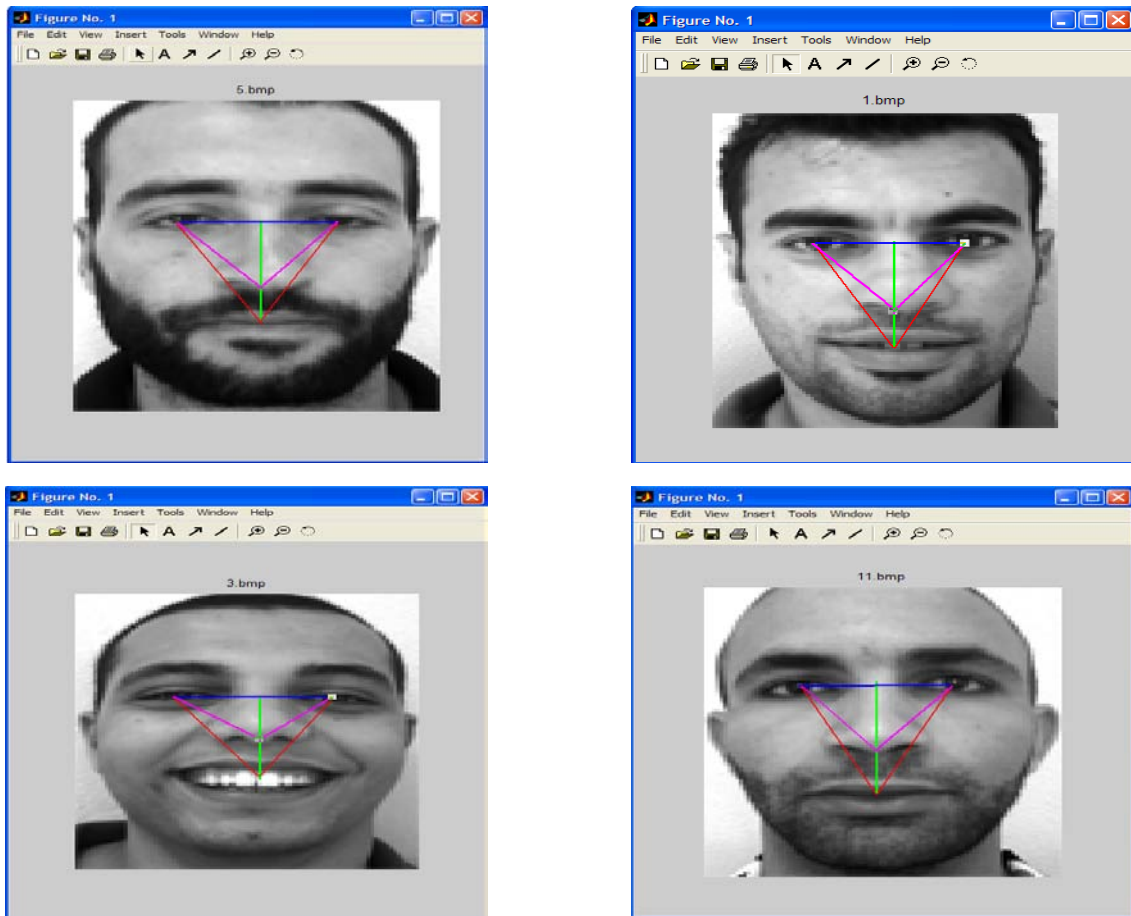 Figure No. 1
File Edit View Insert Tools Window Help
A
5.bmp
Figure No. 1
File Edit View Insert Tools Window Help
A
1.bmp
Figure No. 1
File Edit View Insert Tools Window Help
A
3.bmp
Figure No. 1
File Edit View Insert Tools Window Help
A
11.bmp